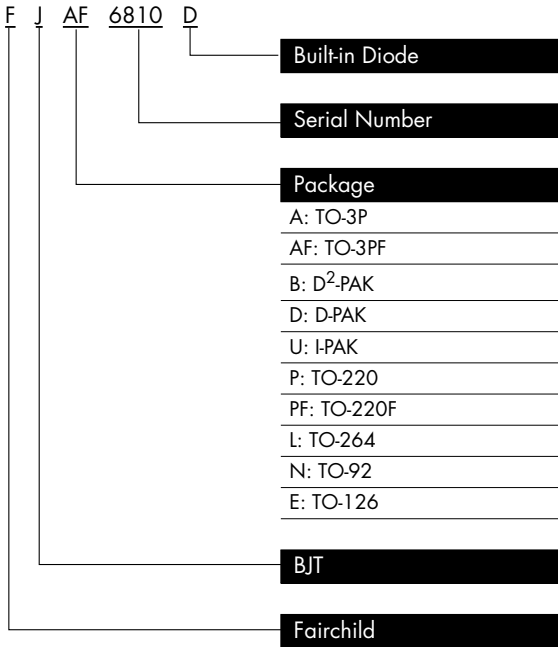 F J AF 6810 D
Built-in Diode
Serial Number
Package
A: TO-3P
AF: TO-3PF
B: D²-PAK
D: D-PAK
U: I-PAK
P: TO-220
PF: TO-220F
L: TO-264
N: TO-92
E: TO-126
BJT
Fairchild